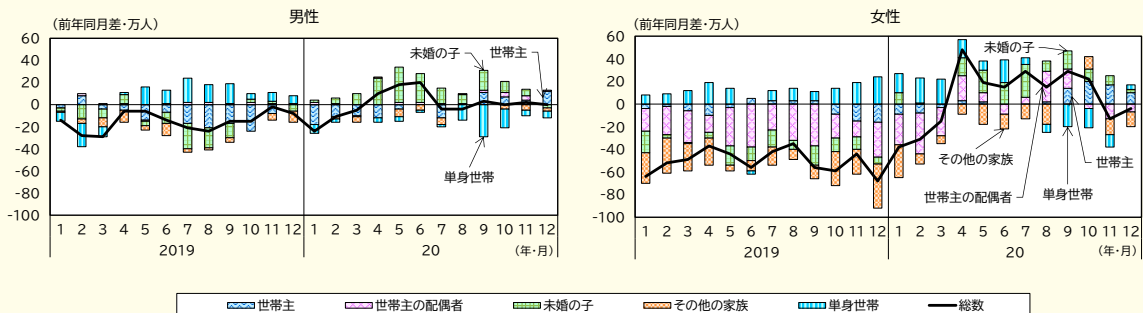 男性
(前年同月差・万人)
60
40
20
0
-20
-40
-60
-80
-100
未婚の子
世帯主
単身世帯
1 2 3 4 5 6 7 8 9 10 11 12 1 2 3 4 5 6 7 8 9 10 11 12
2019 20 (年・月)
女性
(前年同月差・万人)
60
40
20
0
-20
-40
-60
-80
-100
未婚の子
その他の家族
世帯主の配偶者
単身世帯
世帯主
1 2 3 4 5 6 7 8 9 10 11 12 1 2 3 4 5 6 7 8 9 10 11 12
2019 20 (年・月)
世帯主 世帯主の配偶者 未婚の子 その他の家族 単身世帯 総数